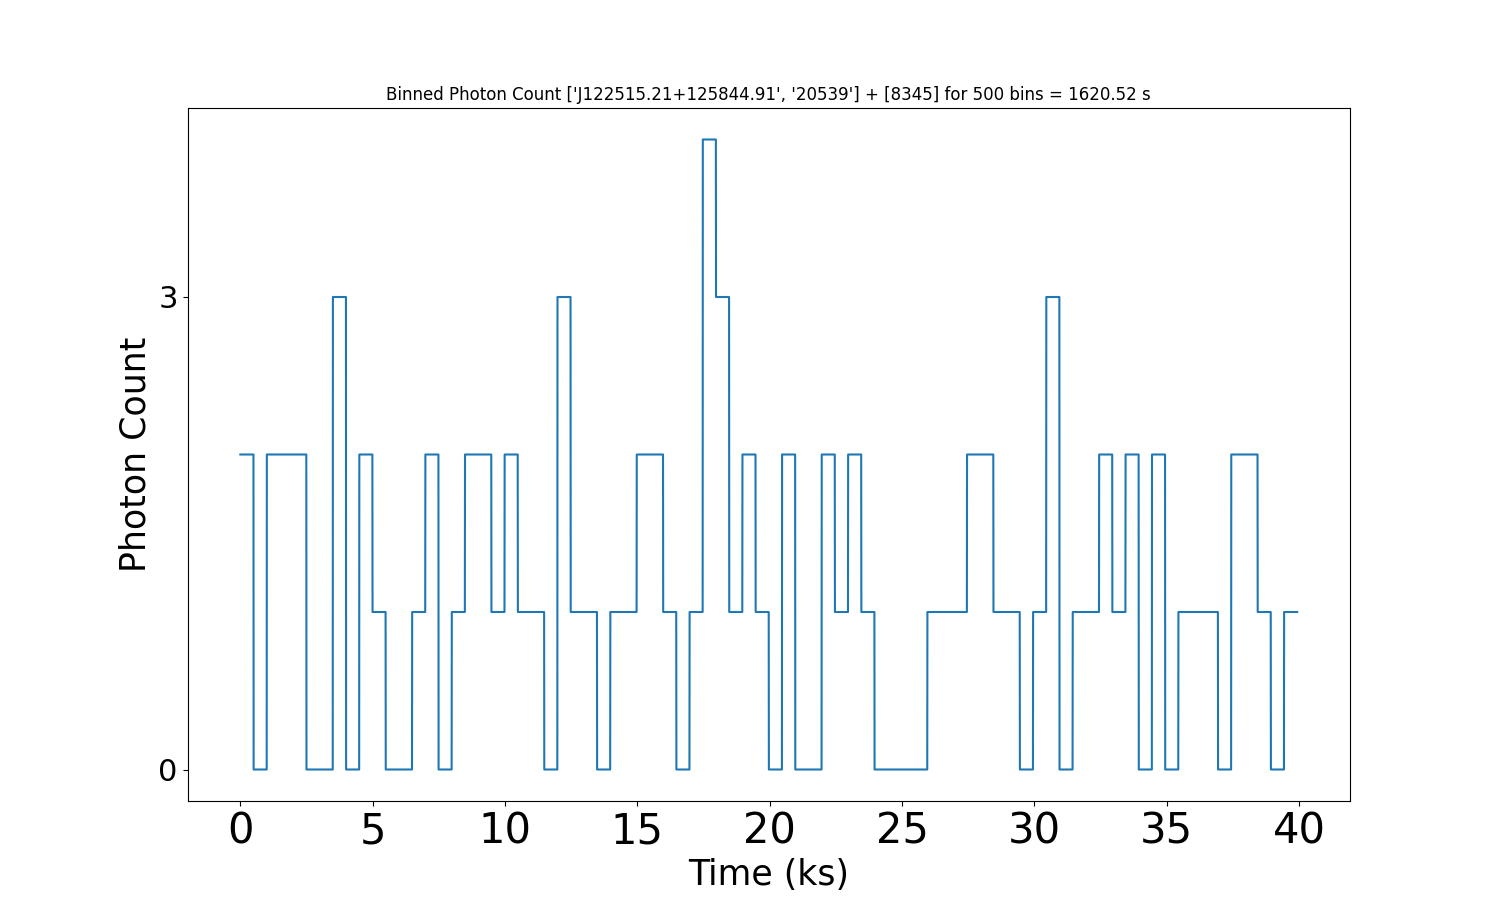 Binned Photon Count ['J122515.21+125844.91', '20539'] + [8345] for 500 bins = 1620.52 s
Photon Count
3
0
0 5 10 15 20 25 30 35 40
Time (ks)